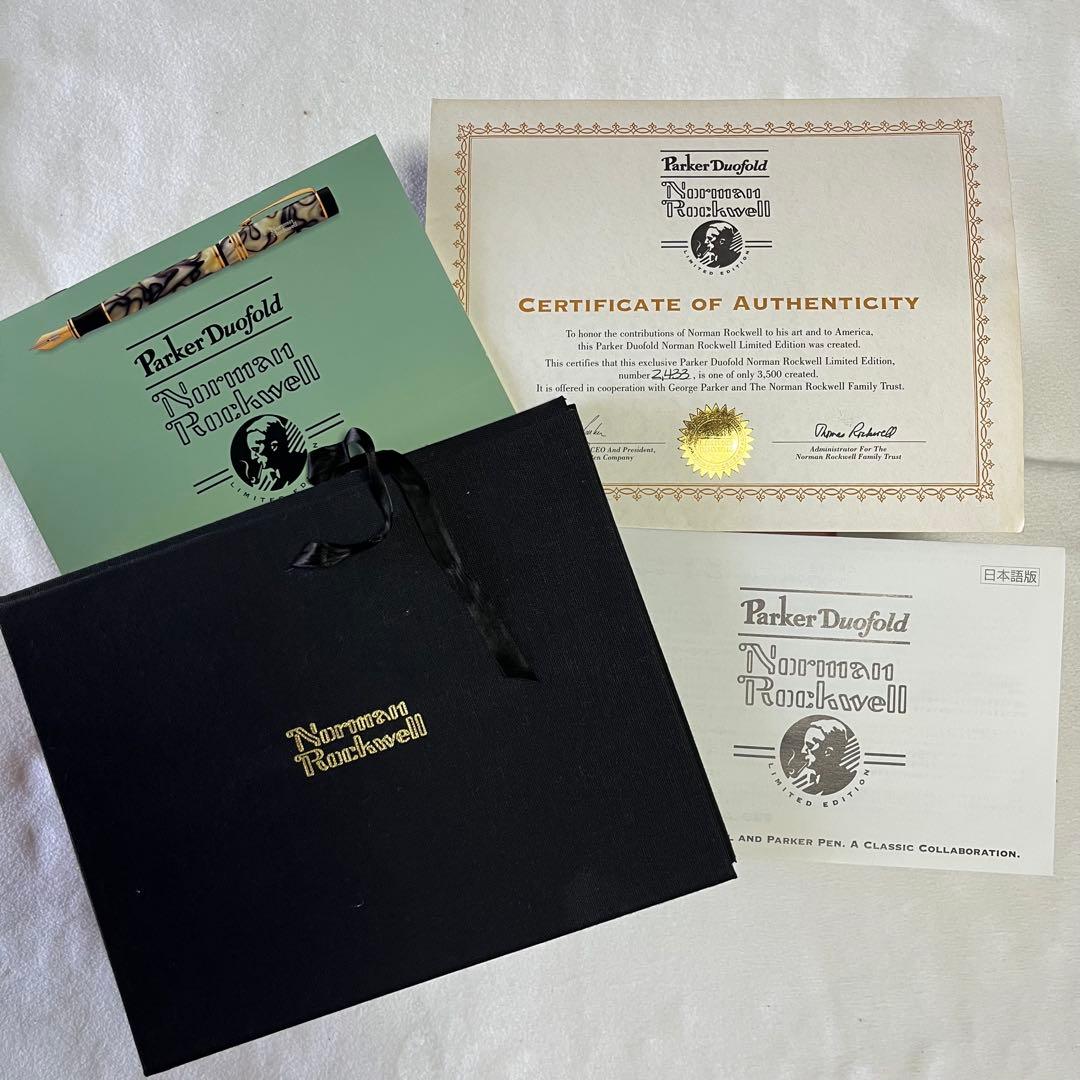 Parker Duofold
Norman
Rockwell
LIMITED
Norman
Rockwell
Parker Duofold
Norman
Rockwell
LIMITED EDITION
CERTIFICATE OF AUTHENTICITY
To honor the contributions of Norman Rockwell to his art and to America,
this Parker Duofold Norman Rockwell Limited Edition was created.
This certifies that this exclusive Parker Duofold Norman Rockwell Limited Edition,
number 2,433, is one of only 3,500 created.
It is offered in cooperation with George Parker and The Norman Rockwell Family Trust.
CEO And President,
Company
Thomas Rockwell
Administrator For The
Norman Rockwell Family Trust
日本語版
Parker Duofold
Norman
Rockwell
LIMITED EDITION
AND PARKER PEN. A CLASSIC COLLABORATION.